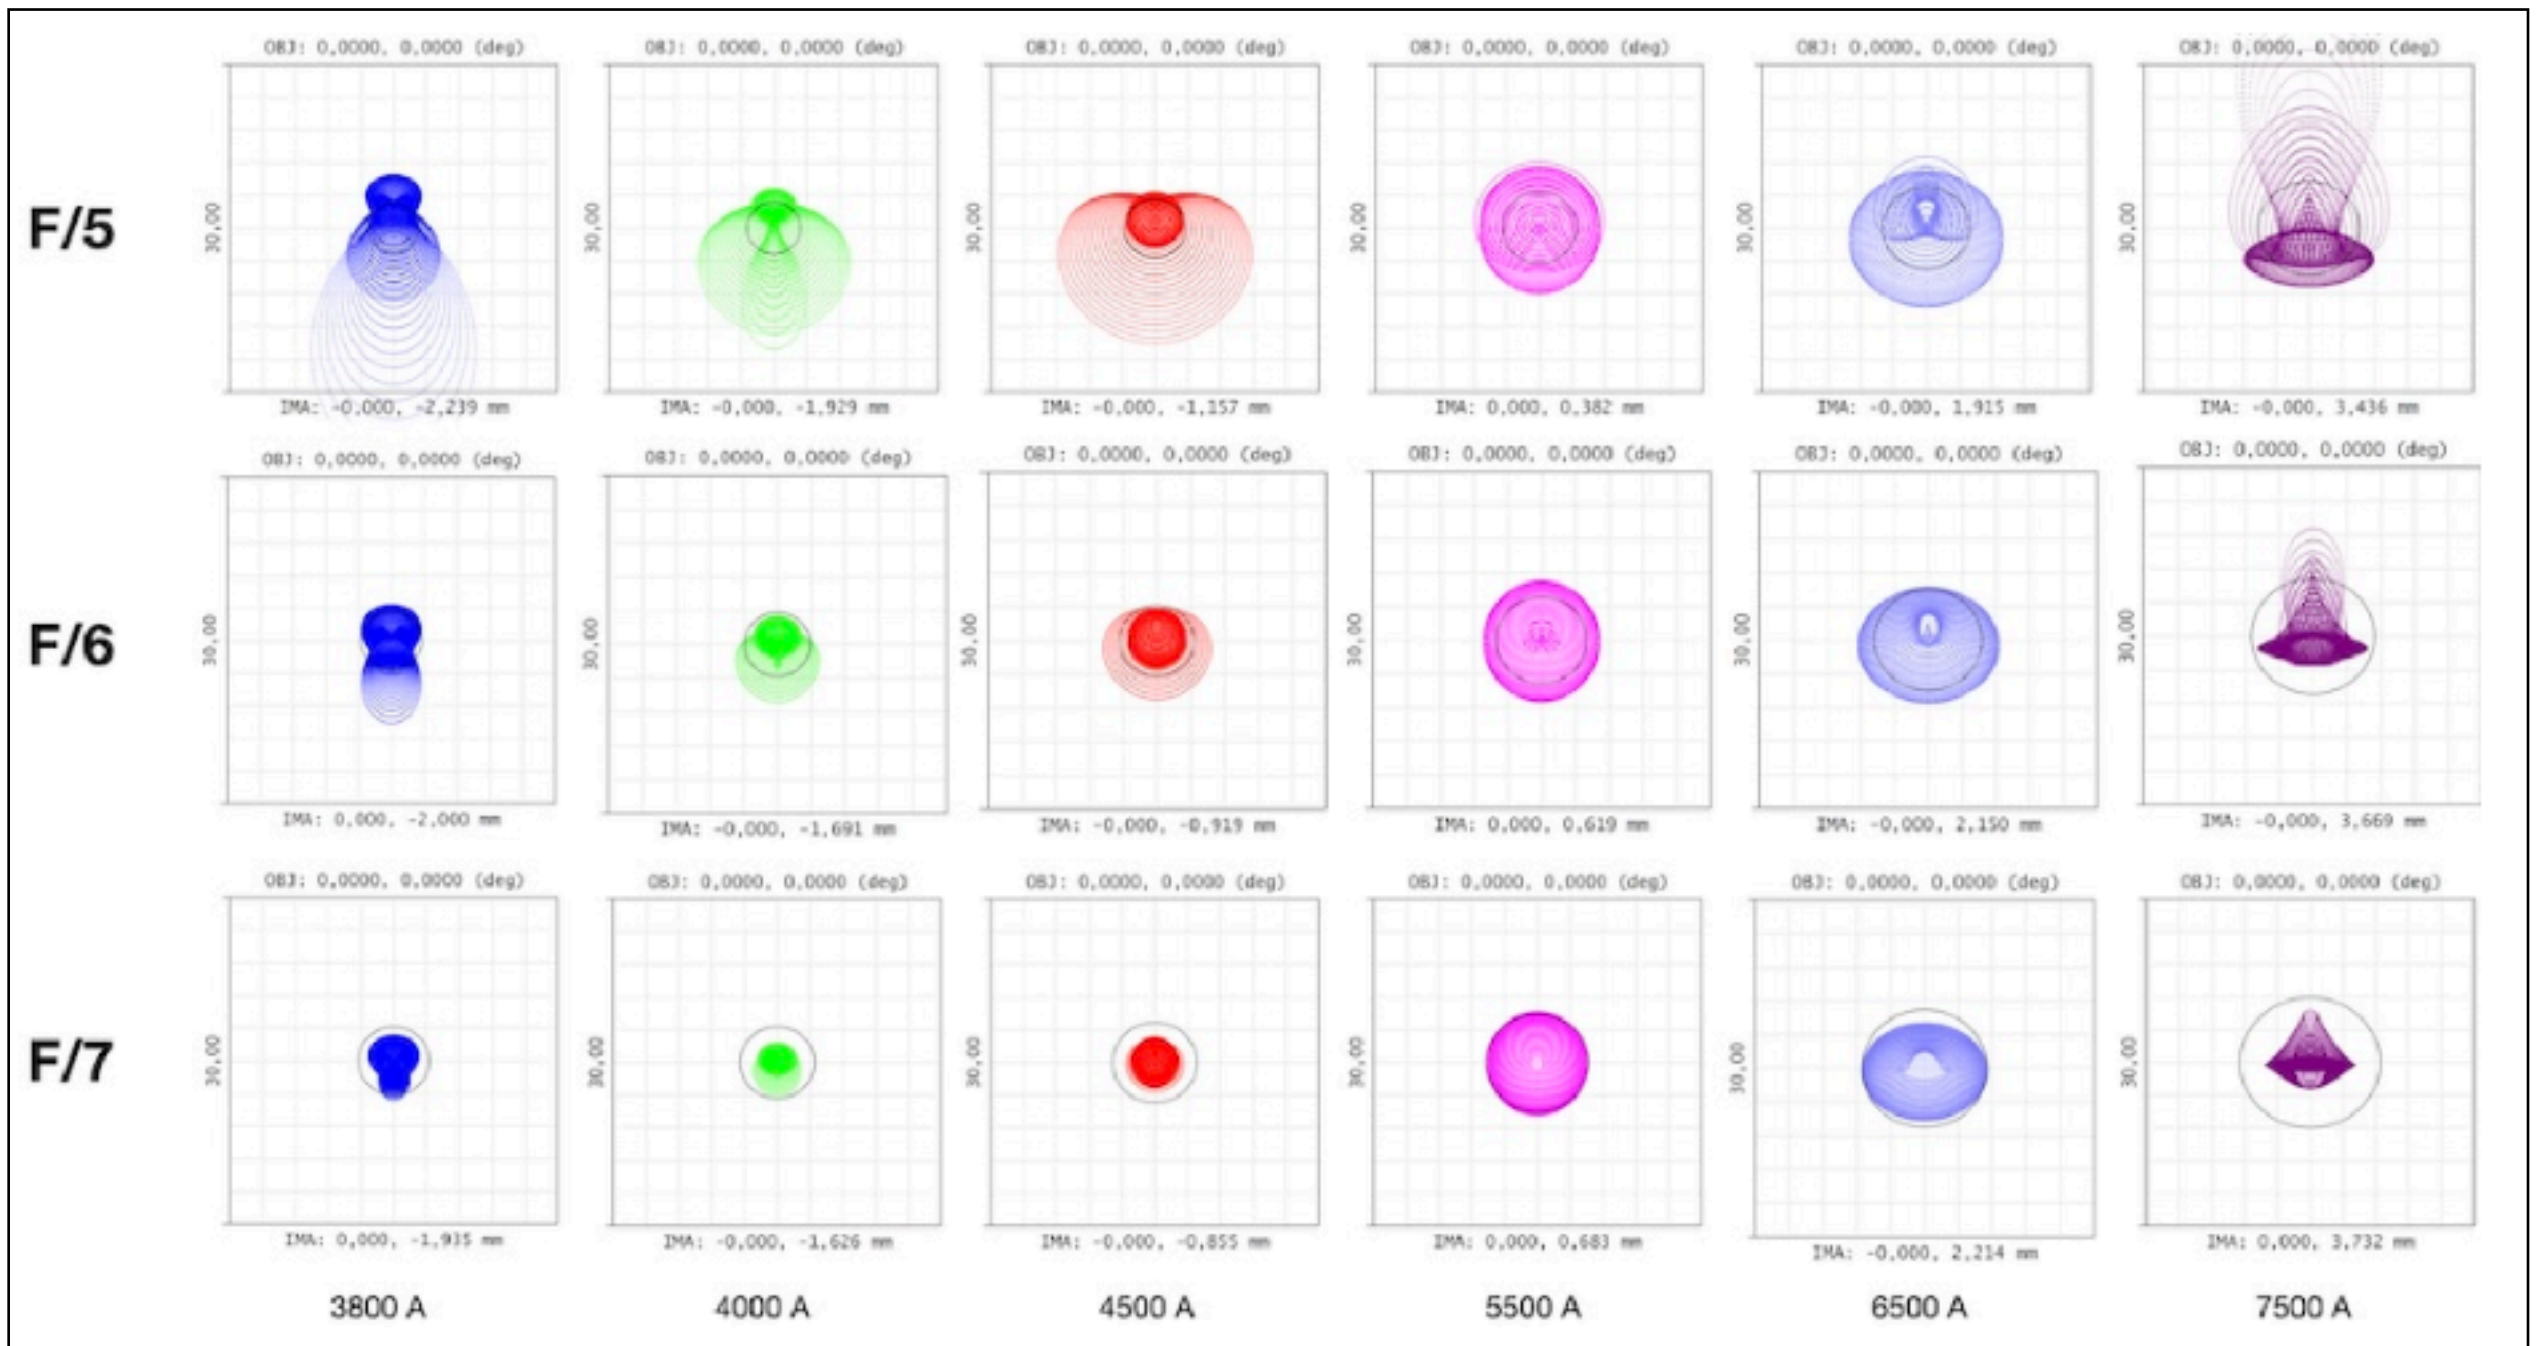 OBJ: 0,0000, 0,0000 (deg) OBJ: 0,0000, 0,0000 (deg) OBJ: 0,0000, 0,0000 (deg) OBJ: 0,0000, 0,0000 (deg) OBJ: 0,0000, 0,0000 (deg) OBJ: 0,0000, 0,0000 (deg)
F/5 30,00 30,00 30,00 30,00 30,00 30,00
IMA: -0,000, -2,239 mm IMA: -0,000, -1,929 mm IMA: -0,000, -1,157 mm IMA: 0,000, 0,382 mm IMA: -0,000, 1,915 mm IMA: -0,000, 3,436 mm
OBJ: 0,0000, 0,0000 (deg) OBJ: 0,0000, 0,0000 (deg) OBJ: 0,0000, 0,0000 (deg) OBJ: 0,0000, 0,0000 (deg) OBJ: 0,0000, 0,0000 (deg) OBJ: 0,0000, 0,0000 (deg)
F/6 30,00 30,00 30,00 30,00 30,00 30,00
IMA: 0,000, -2,000 mm IMA: -0,000, -1,691 mm IMA: -0,000, -0,919 mm IMA: 0,000, 0,619 mm IMA: -0,000, 2,150 mm IMA: -0,000, 3,669 mm
OBJ: 0,0000, 0,0000 (deg) OBJ: 0,0000, 0,0000 (deg) OBJ: 0,0000, 0,0000 (deg) OBJ: 0,0000, 0,0000 (deg) OBJ: 0,0000, 0,0000 (deg) OBJ: 0,0000, 0,0000 (deg)
F/7 30,00 30,00 30,00 30,00 30,00 30,00
IMA: 0,000, -1,935 mm IMA: -0,000, -1,626 mm IMA: -0,000, -0,855 mm IMA: 0,000, 0,683 mm IMA: -0,000, 2,214 mm IMA: 0,000, 3,732 mm
3800 A 4000 A 4500 A 5500 A 6500 A 7500 A